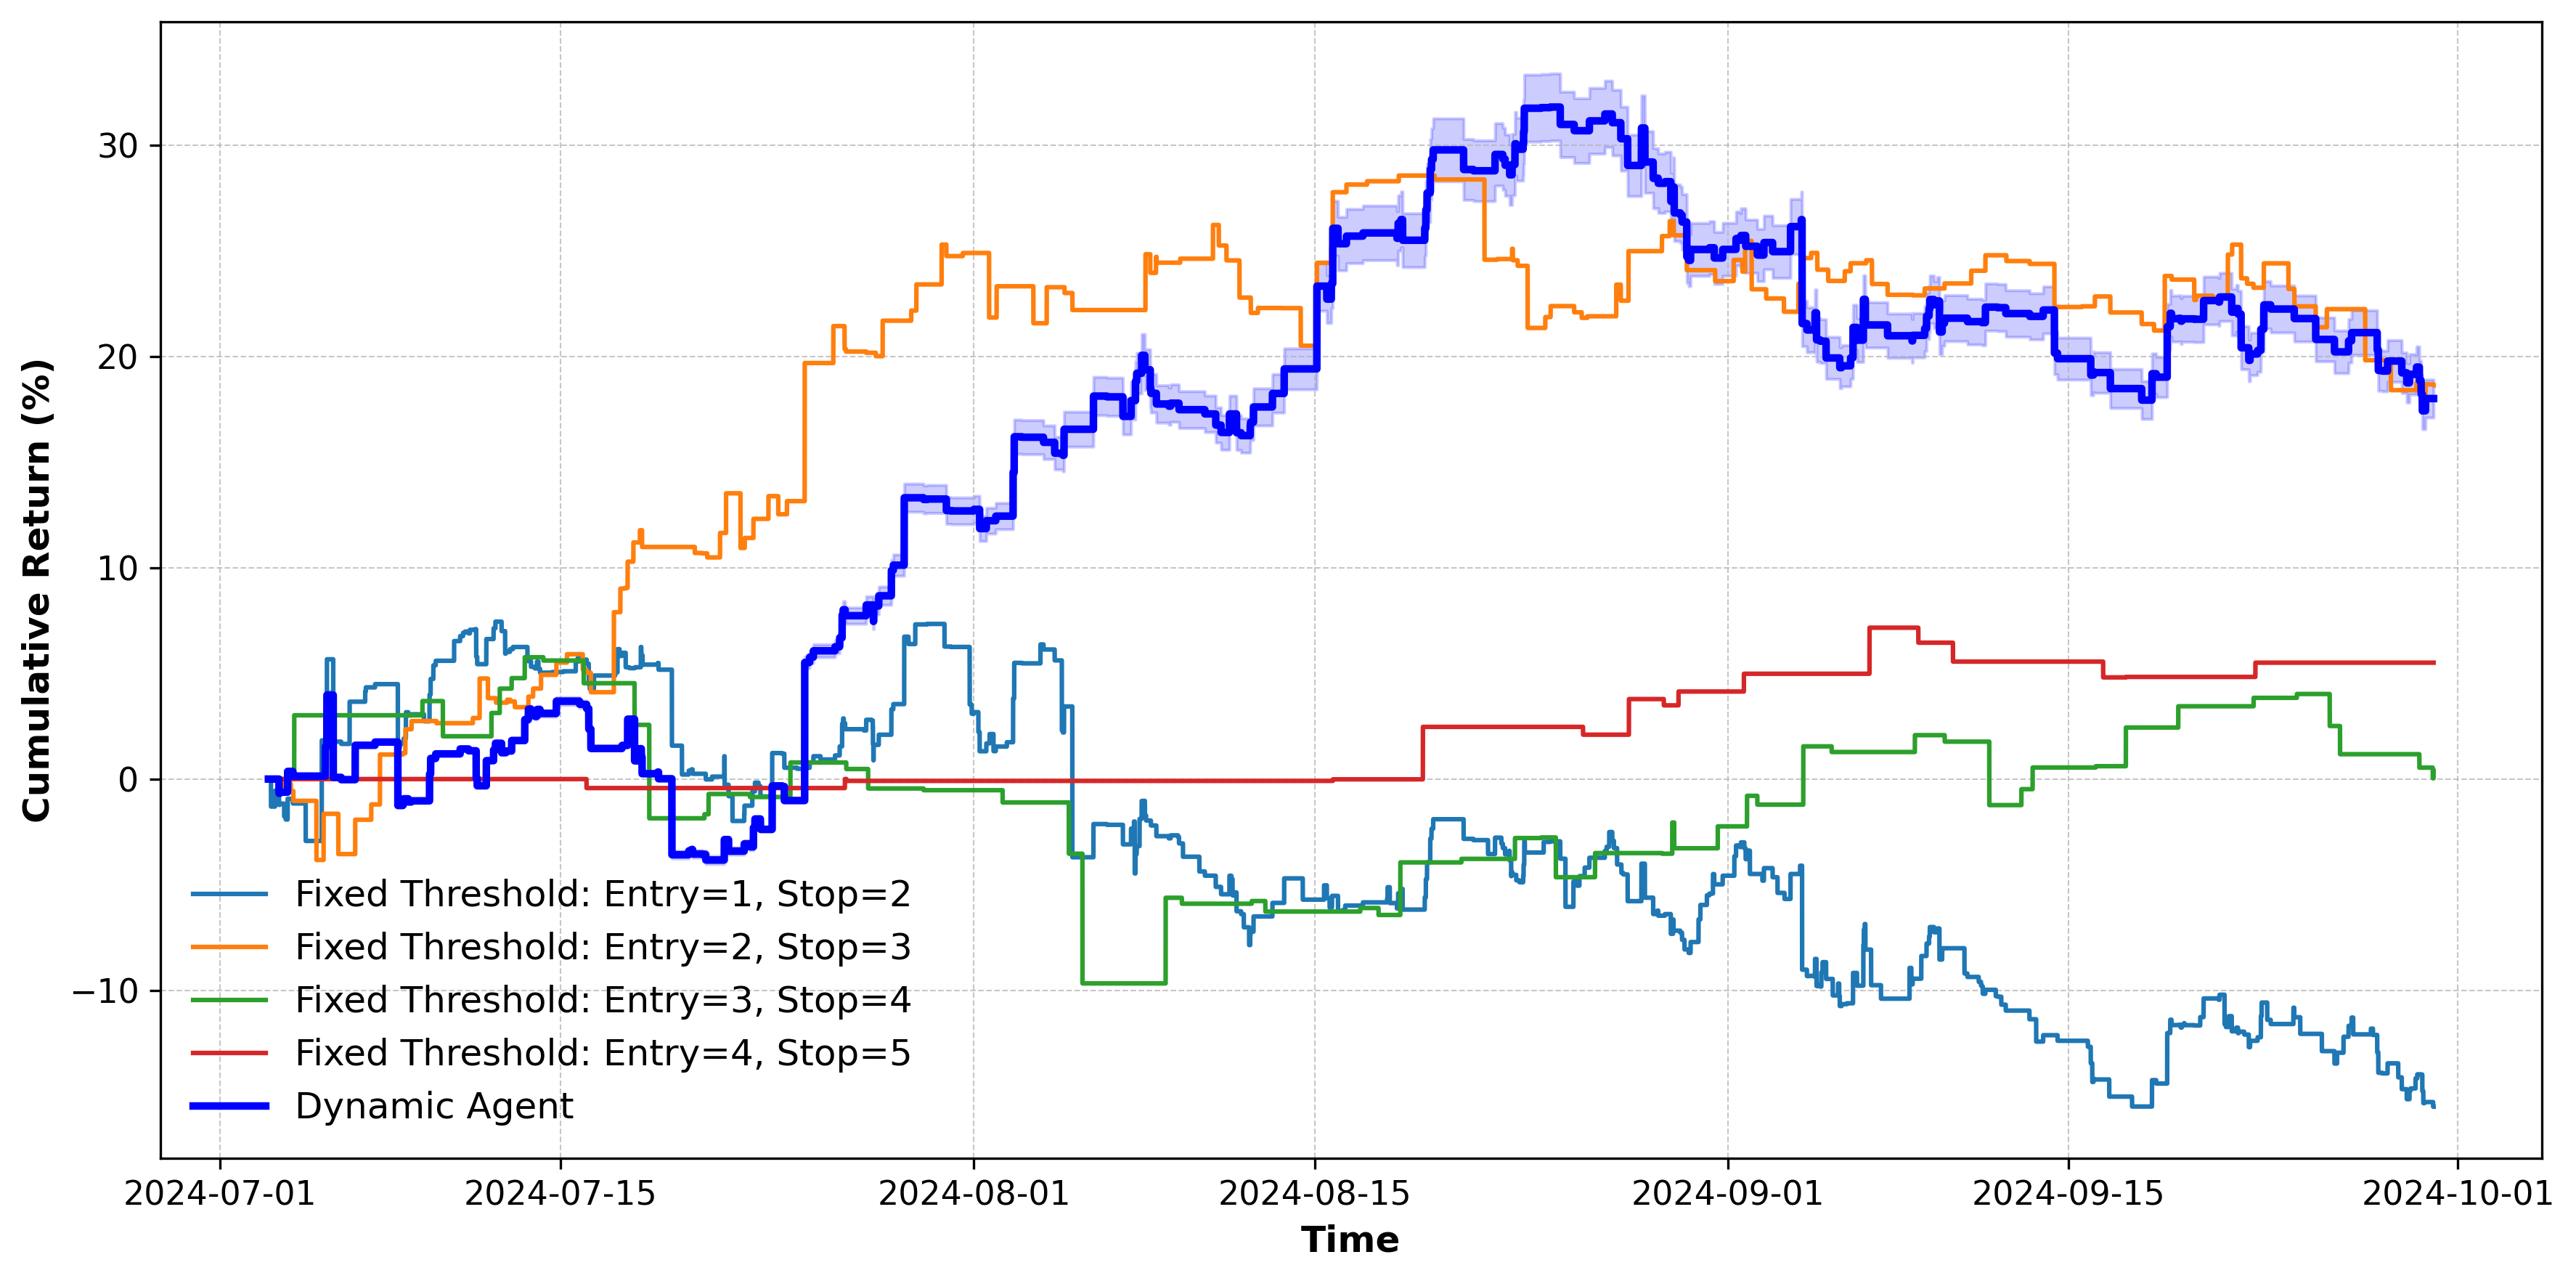 Cumulative Return (%)
30
20
10
0
−10
Fixed Threshold: Entry=1, Stop=2
Fixed Threshold: Entry=2, Stop=3
Fixed Threshold: Entry=3, Stop=4
Fixed Threshold: Entry=4, Stop=5
Dynamic Agent
2024-07-01 2024-07-15 2024-08-01 2024-08-15 2024-09-01 2024-09-15 2024-10-01
Time